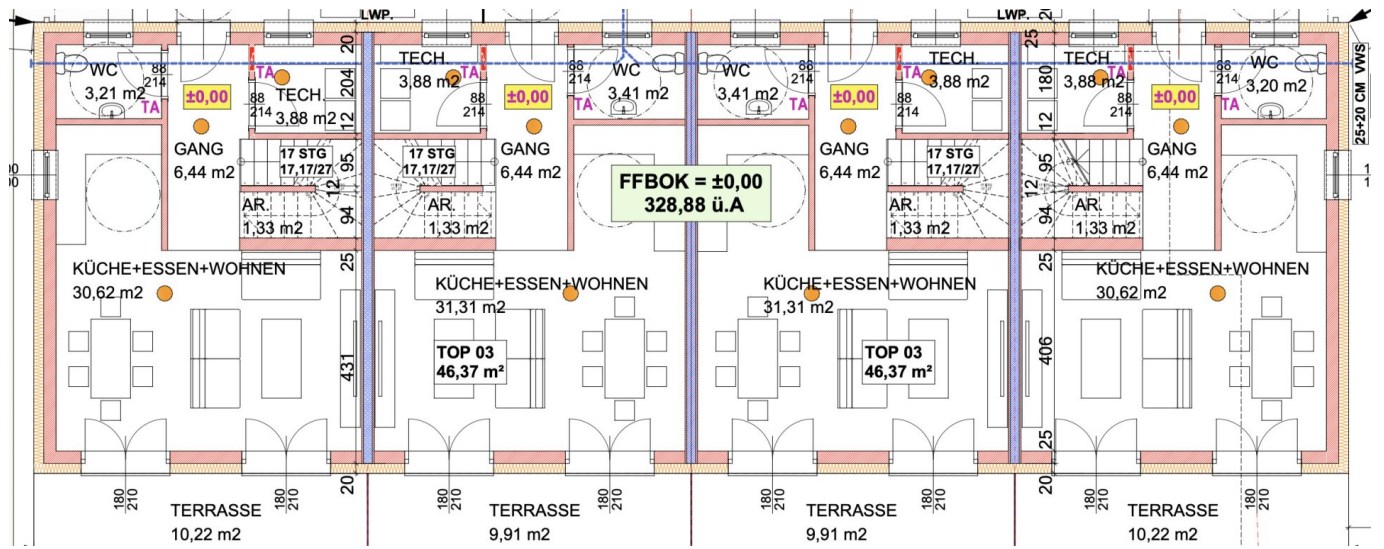 LWP.
LWP.
WC
3,21 m2
TA
88
214
±0,00
GANG
6,44 m2
TA
88
214
TECH.
3,88 m2
17 STG
17,17/27
AR.
1,33 m2
KÜCHE+ESSEN+WOHNEN
30,62 m2
20
204
12
95
12
94
25
431
20
TECH.
3,88 m2
TA
88
214
±0,00
GANG
6,44 m2
88
214
TA
WC
3,41 m2
17 STG
17,17/27
AR.
1,33 m2
KÜCHE+ESSEN+WOHNEN
31,31 m2
TOP 03
46,37 m²
FFBOK = ±0,00
328,88 ü.A
WC
3,41 m2
TA
88
214
±0,00
GANG
6,44 m2
TA
88
214
TECH.
3,88 m2
17 STG
17,17/27
AR.
1,33 m2
KÜCHE+ESSEN+WOHNEN
31,31 m2
TOP 03
46,37 m²
25
180
12
95
12
94
25
406
25
20
TECH.
3,88 m2
TA
88
214
±0,00
GANG
6,44 m2
88
214
TA
WC
3,20 m2
17 STG
17,17/27
AR.
1,33 m2
KÜCHE+ESSEN+WOHNEN
30,62 m2
25+20 CM VWS
180
210
180
210
180
210
180
210
180
210
180
210
180
210
180
210
TERRASSE
10,22 m2
TERRASSE
9,91 m2
TERRASSE
9,91 m2
TERRASSE
10,22 m2